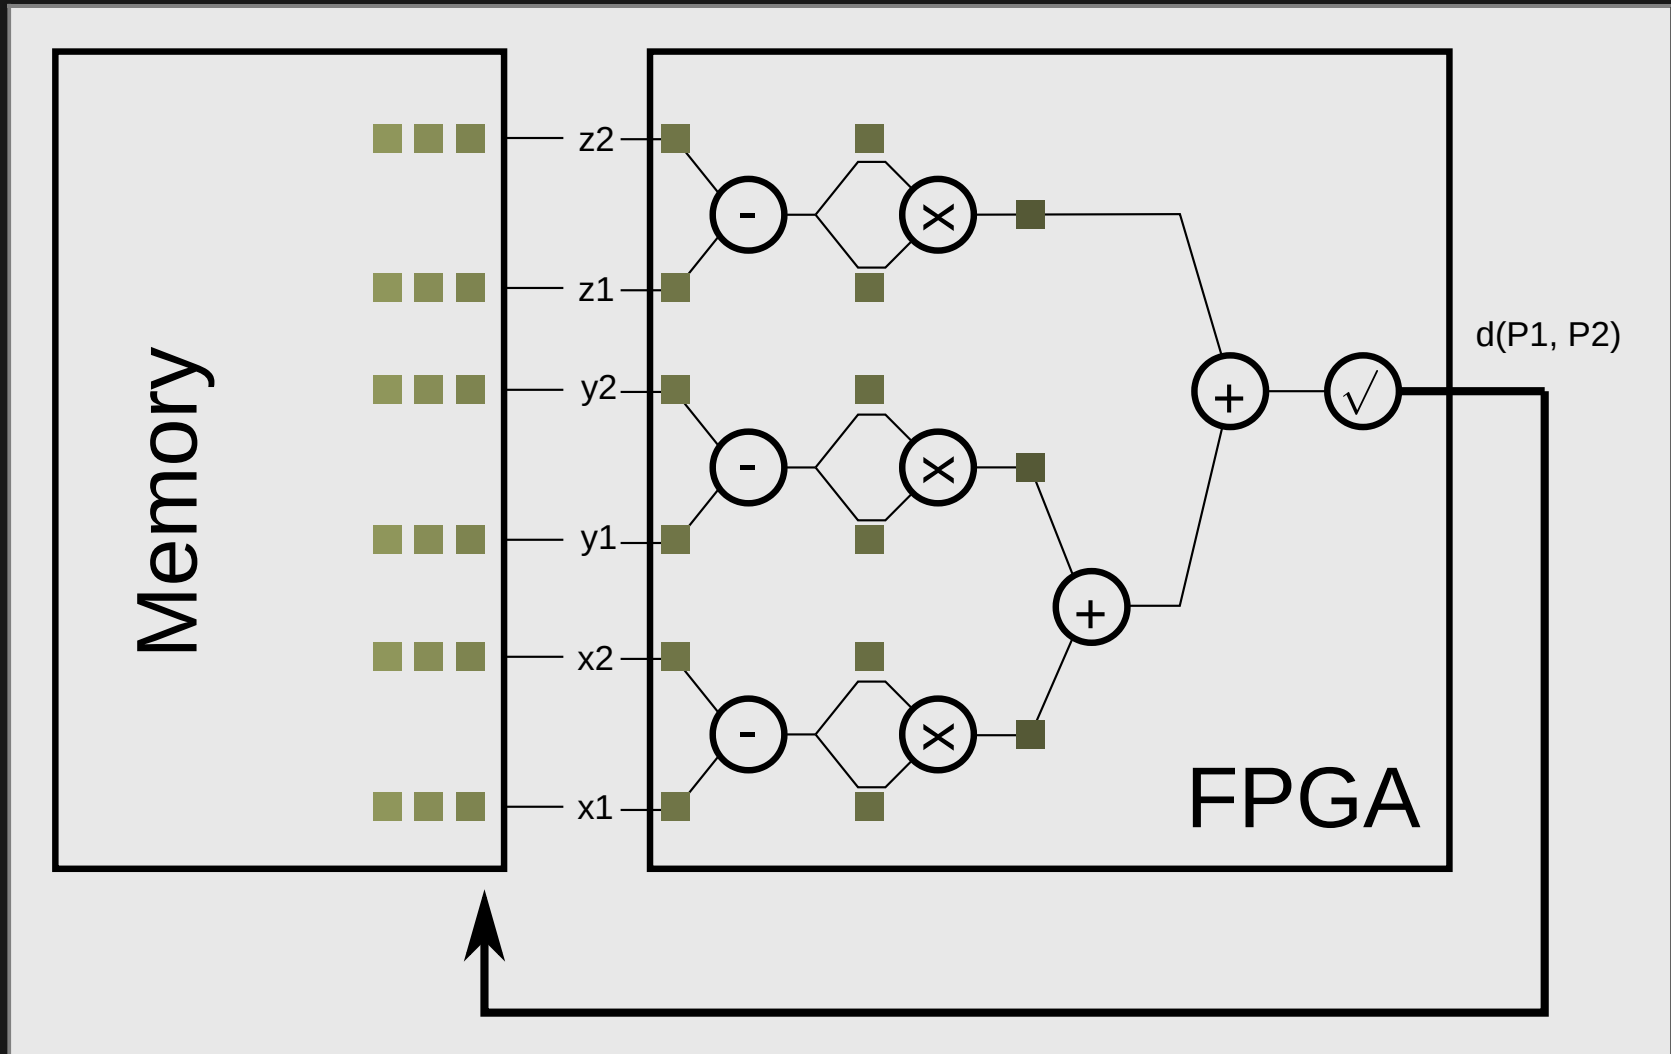 Memory
z2
z1
y2
y1
x2
x1
-
x
-
x
-
x
+
+
√
d(P1, P2)
FPGA